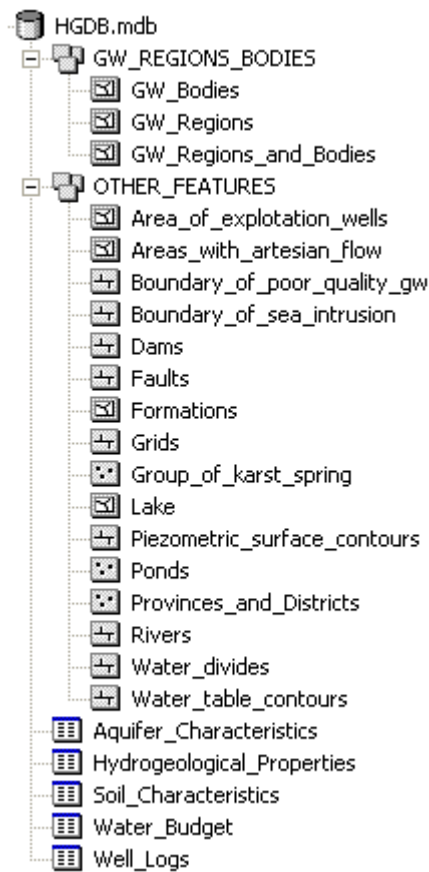 HGDB.mdb
GW_REGIONS_BODIES
GW_Bodies
GW_Regions
GW_Regions_and_Bodies
OTHER_FEATURES
Area_of_explotation_wells
Areas_with_artesian_flow
Boundary_of_poor_quality_gw
Boundary_of_sea_intrusion
Dams
Faults
Formations
Grids
Group_of_karst_spring
Lake
Piezometric_surface_contours
Ponds
Provinces_and_Districts
Rivers
Water_divides
Water_table_contours
Aquifer_Characteristics
Hydrogeological_Properties
Soil_Characteristics
Water_Budget
Well_Logs